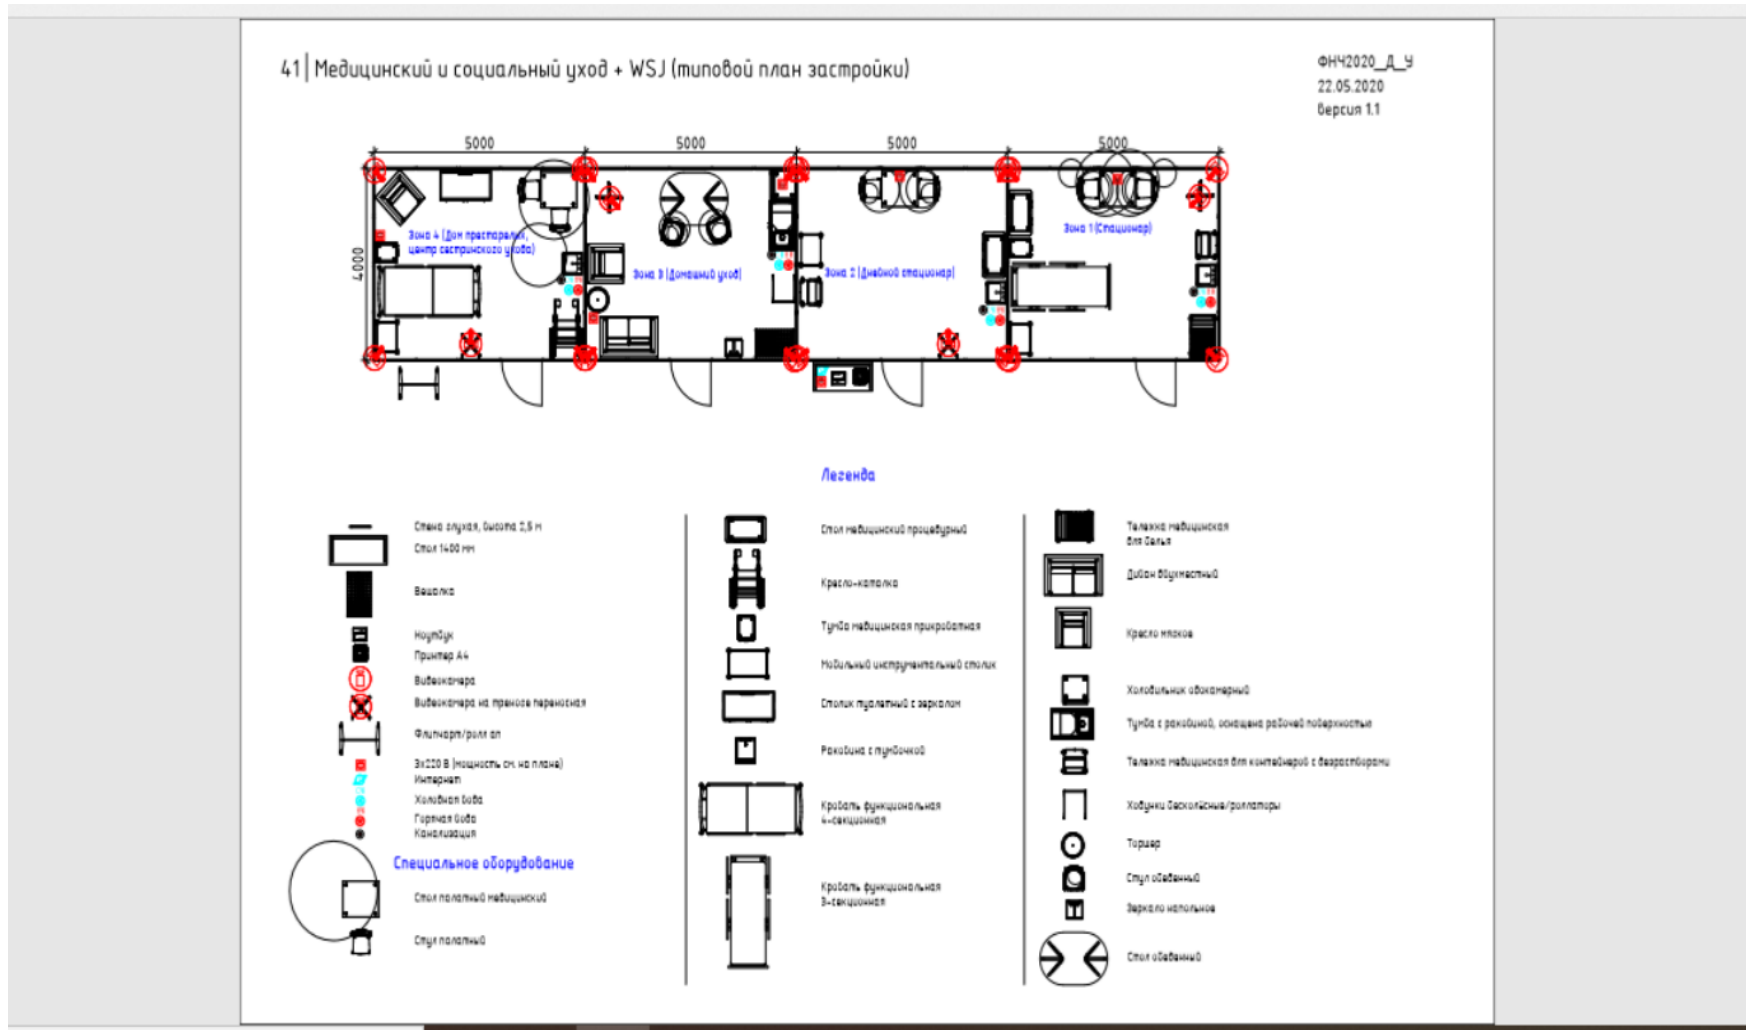 41 | Медицинский и социальный уход + WSJ (типовой план застройки)
ФНЧ2020_Д_У
22.05.2020
версия 1.1
5000
5000
5000
5000
4000
Зона 4 (Дом престарелых,
центр сестринского ухода)
Зона 3 (Домашний уход)
Зона 2 (Дневной стационар)
Зона 1 (Стационар)
Легенда
Стена глухая, высота 2,5 м
Стол 1400 мм
Вешалка
Ноутбук
Принтер А4
Видеокамера
Видеокамера на треноге переносная
Флипчарт/ролл ап
3х220 В (мощность см. на плане)
Интернет
Холодная вода
Горячая вода
Канализация
Специальное оборудование
Стол палатный медицинский
Стул палатный
Стол медицинский процедурный
Кресло-каталка
Тумба медицинская прикроватная
Мобильный инструментальный столик
Столик туалетный с зеркалом
Раковина с тумбочкой
Кровать функциональная
4-секционная
Кровать функциональная
3-секционная
Тележка медицинская
для белья
Диван двухместный
Кресло мягкое
Холодильник однокамерный
Тумба с раковиной, оснащена рабочей поверхностью
Тележка медицинская для контейнеров с дезрастворами
Ходунки бесколёсные/роллаторы
Торшер
Стул обеденный
Зеркало напольное
Стол обеденный